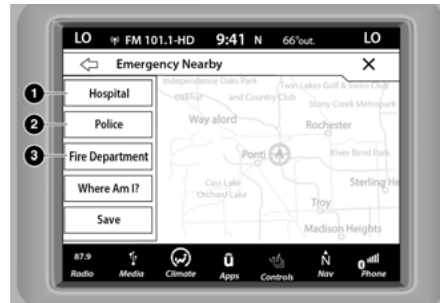 LO FM 101.1-HD 9:41 N 66°out. LO
Emergency Nearby
1 Hospital
2 Police
3 Fire Department
Where Am I?
Save
Independence Oaks Park
Twin Lakes Golf & Swim Club
Oakhut and Country Club
Stony Creek Metropark
Way alord
Rochester
Ponti
River Bend Park
Cass Lake
Orchard Lake
Sterling He
Troy
Madison Heights
87.9
Radio Media Climate Apps Controls Nav Phone